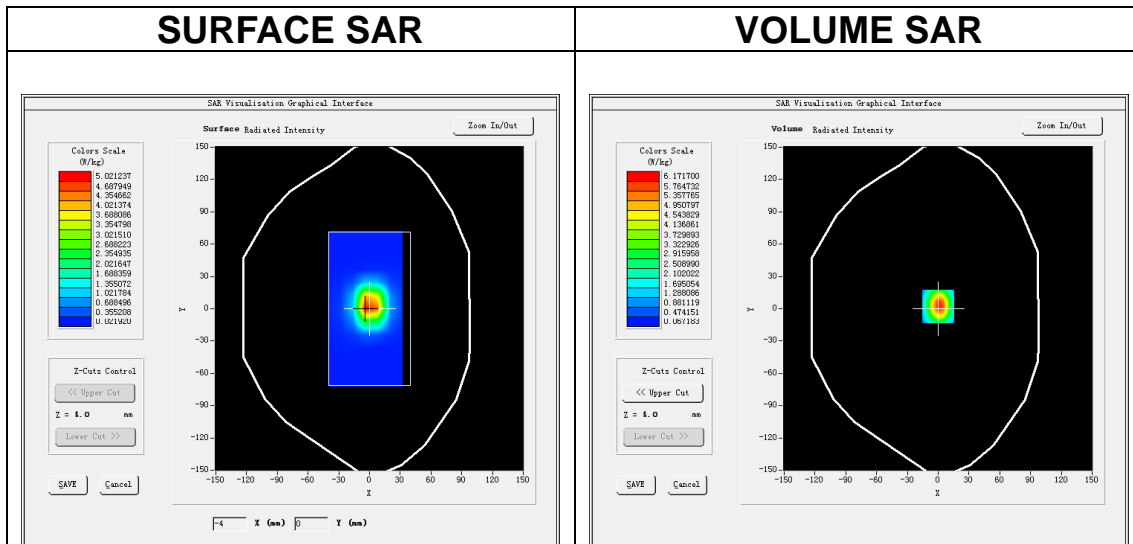 SURFACE SAR
SAR Visualisation Graphical Interface
Surface Radiated Intensity
Zoom In/Out
Colors Scale
(W/kg)
5.021237
4.687949
4.354662
4.021374
3.688086
3.354798
3.021510
2.688223
2.354935
2.021647
1.688359
1.355072
1.021784
0.688496
0.355208
0.021920
Z-Cuts Control
<< Upper Cut
Z = 4.0 mm
Lower Cut >>
SAVE Cancel
150
120
90
60
30
0
-30
-60
-90
-120
-150
Y
-150 -120 -90 -60 -30 0 30 60 90 120 150
X
-4 X (mm) 0 Y (mm)
VOLUME SAR
SAR Visualisation Graphical Interface
Volume Radiated Intensity
Zoom In/Out
Colors Scale
(W/kg)
6.171700
5.764732
5.357765
4.950797
4.543829
4.136861
3.729893
3.322926
2.915958
2.508990
2.102022
1.695054
1.288086
0.881119
0.474151
0.067183
Z-Cuts Control
<< Upper Cut
Z = 4.0 mm
Lower Cut >>
SAVE Cancel
150
120
90
60
30
0
-30
-60
-90
-120
-150
Y
-150 -120 -90 -60 -30 0 30 60 90 120 150
X